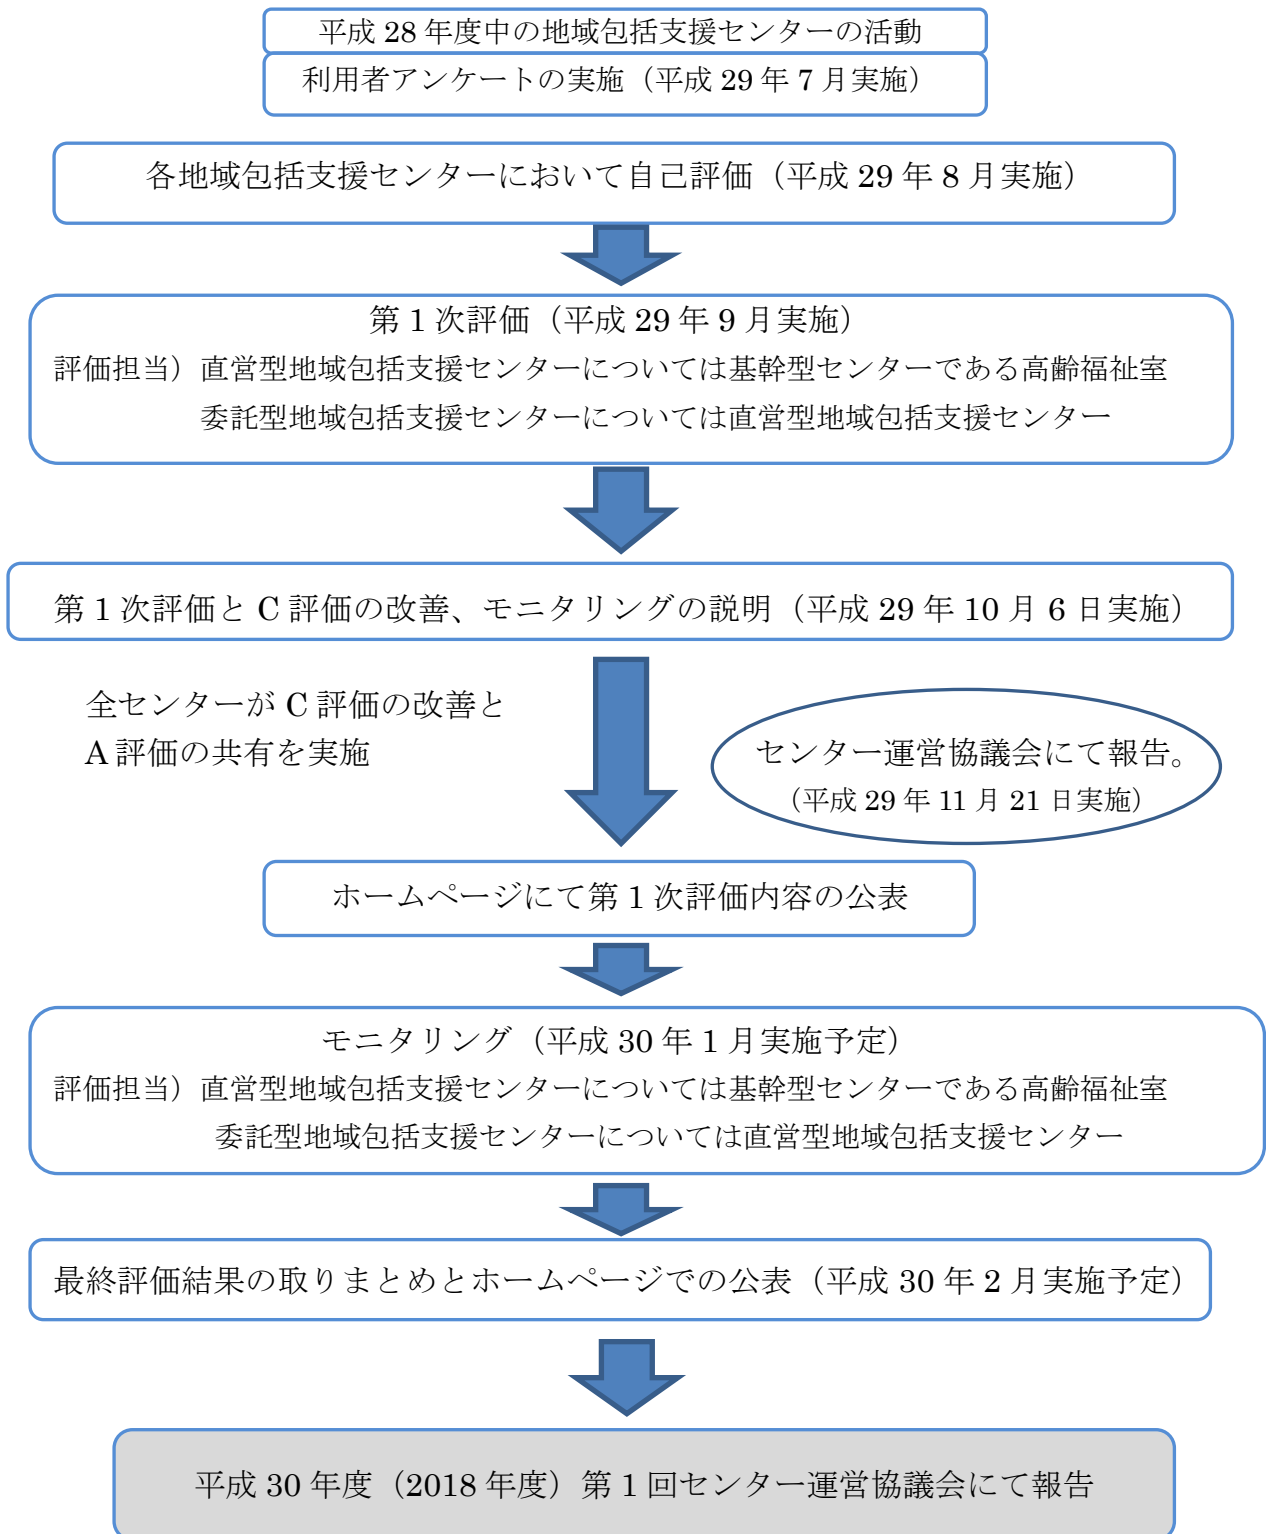 平成 28 年度中の地域包括支援センターの活動
利用者アンケートの実施（平成 29 年 7 月実施）
各地域包括支援センターにおいて自己評価（平成 29 年 8 月実施）
第 1 次評価（平成 29 年 9 月実施）
評価担当）直営型地域包括支援センターについては基幹型センターである高齢福祉室
委託型地域包括支援センターについては直営型地域包括支援センター
第 1 次評価と C 評価の改善、モニタリングの説明（平成 29 年 10 月 6 日実施）
全センターが C 評価の改善と
A 評価の共有を実施
センター運営協議会にて報告。
（平成 29 年 11 月 21 日実施）
ホームページにて第 1 次評価内容の公表
モニタリング（平成 30 年 1 月実施予定）
評価担当）直営型地域包括支援センターについては基幹型センターである高齢福祉室
委託型地域包括支援センターについては直営型地域包括支援センター
最終評価結果の取りまとめとホームページでの公表（平成 30 年 2 月実施予定）
平成 30 年度（2018 年度）第 1 回センター運営協議会にて報告